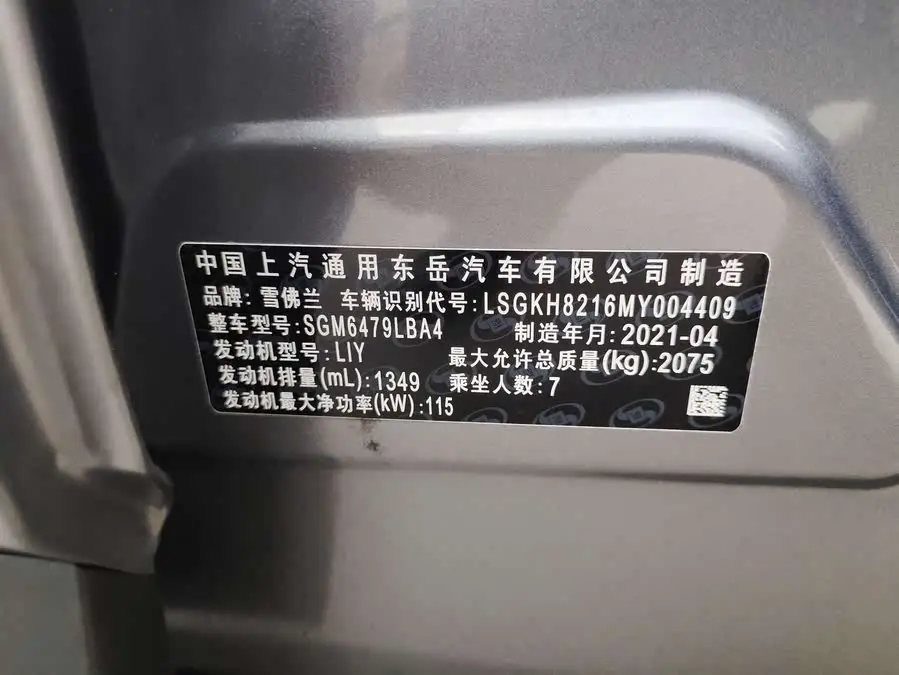 中国上汽通用东岳汽车有限公司制造
品牌: 雪佛兰 车辆识别代号:LSGKH8216MY004409
整车型号:SGM6479LBA4 制造年月:2021-04
发动机型号:LIY 最大允许总质量(kg):2075
发动机排量(mL):1349 乘坐人数:7
发动机最大净功率(kW):115